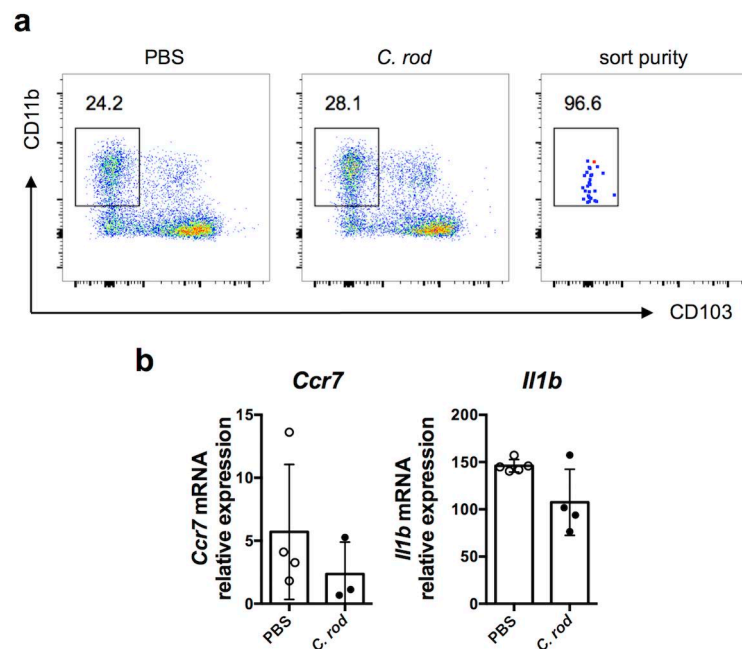 a
PBS
C. rod
sort purity
CD11b
24.2
28.1
96.6
CD103
b
Ccr7
Il1b
Ccr7 mRNA
relative expression
15
10
5
0
PBS
C. rod
Il1b mRNA
relative expression
200
150
100
50
0
PBS
C. rod